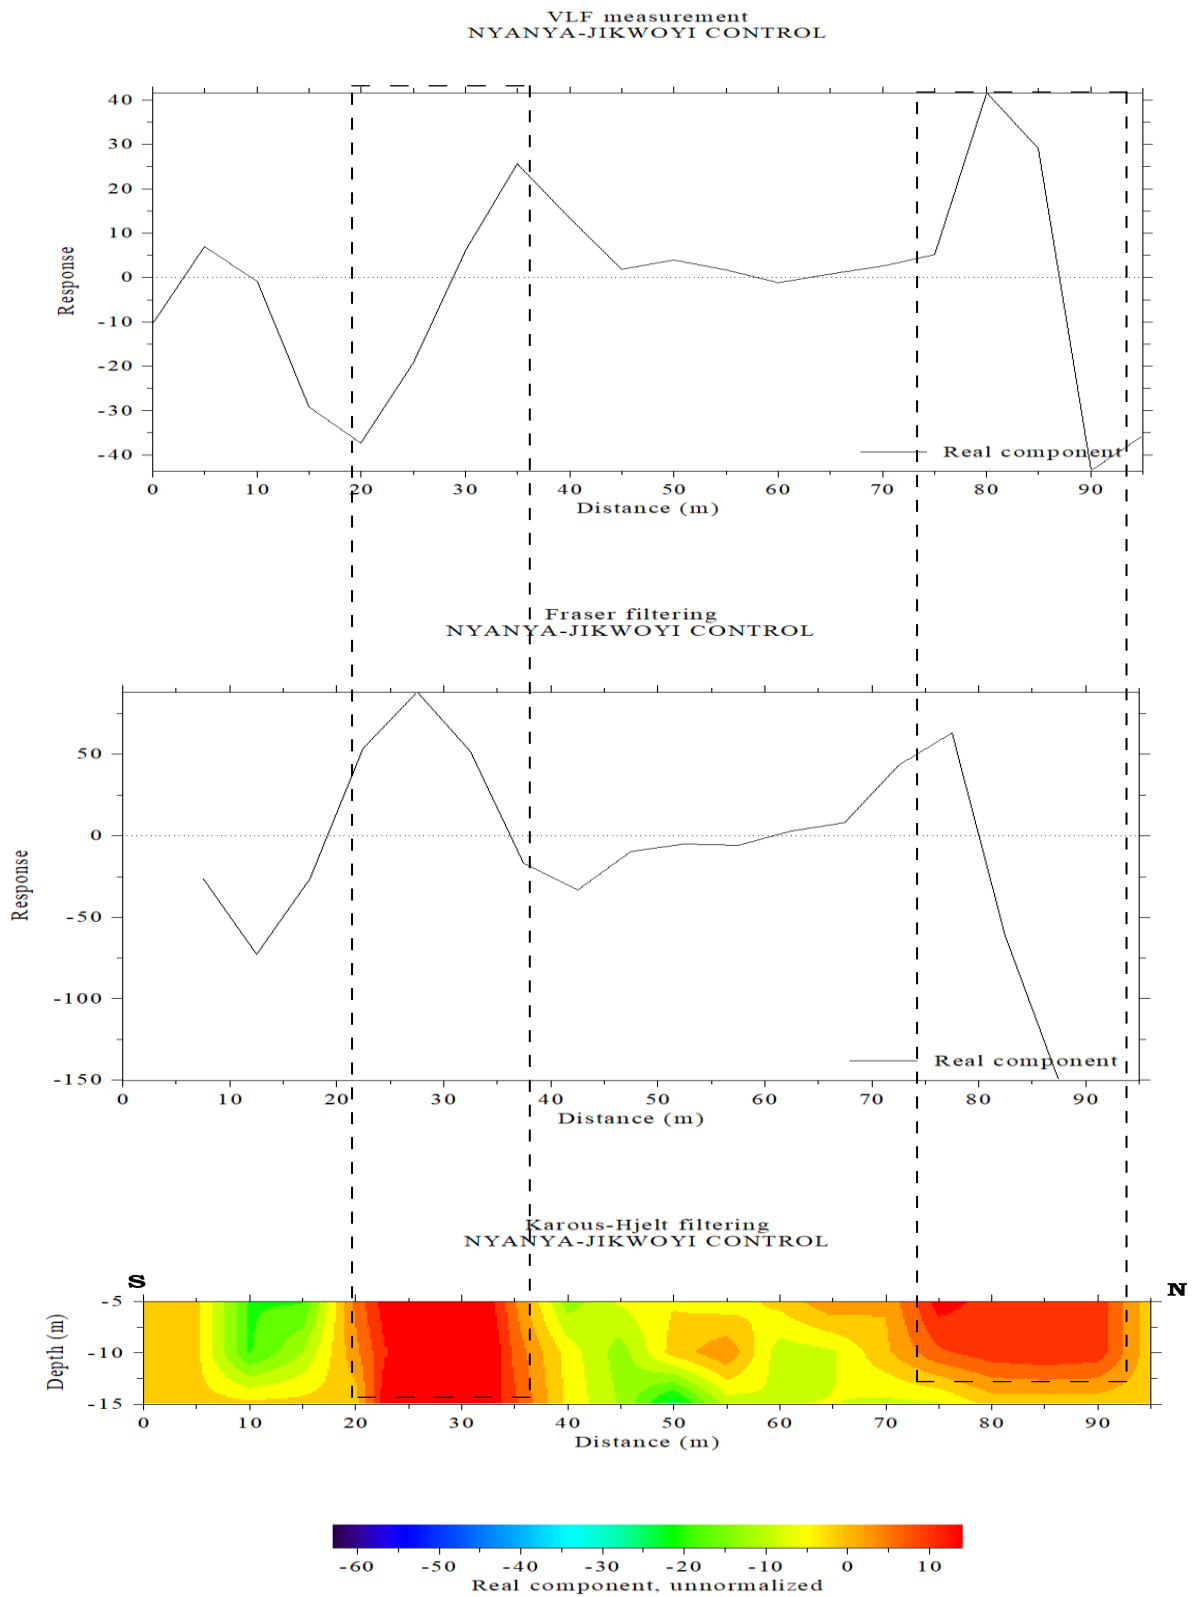 VLF measurement
NYANYA-JIKWOYI CONTROL
40
30
20
10
0
-10
-20
-30
-40
Response
Real component
0 10 20 30 40 50 60 70 80 90
Distance (m)
Fraser filtering
NYANYA-JIKWOYI CONTROL
50
0
-50
-100
-150
Response
Real component
0 10 20 30 40 50 60 70 80 90
Distance (m)
Karous-Hjelt filtering
NYANYA-JIKWOYI CONTROL
S
N
-5
-10
-15
Depth (m)
0 10 20 30 40 50 60 70 80 90
Distance (m)
-60 -50 -40 -30 -20 -10 0 10
Real component, unnormalized